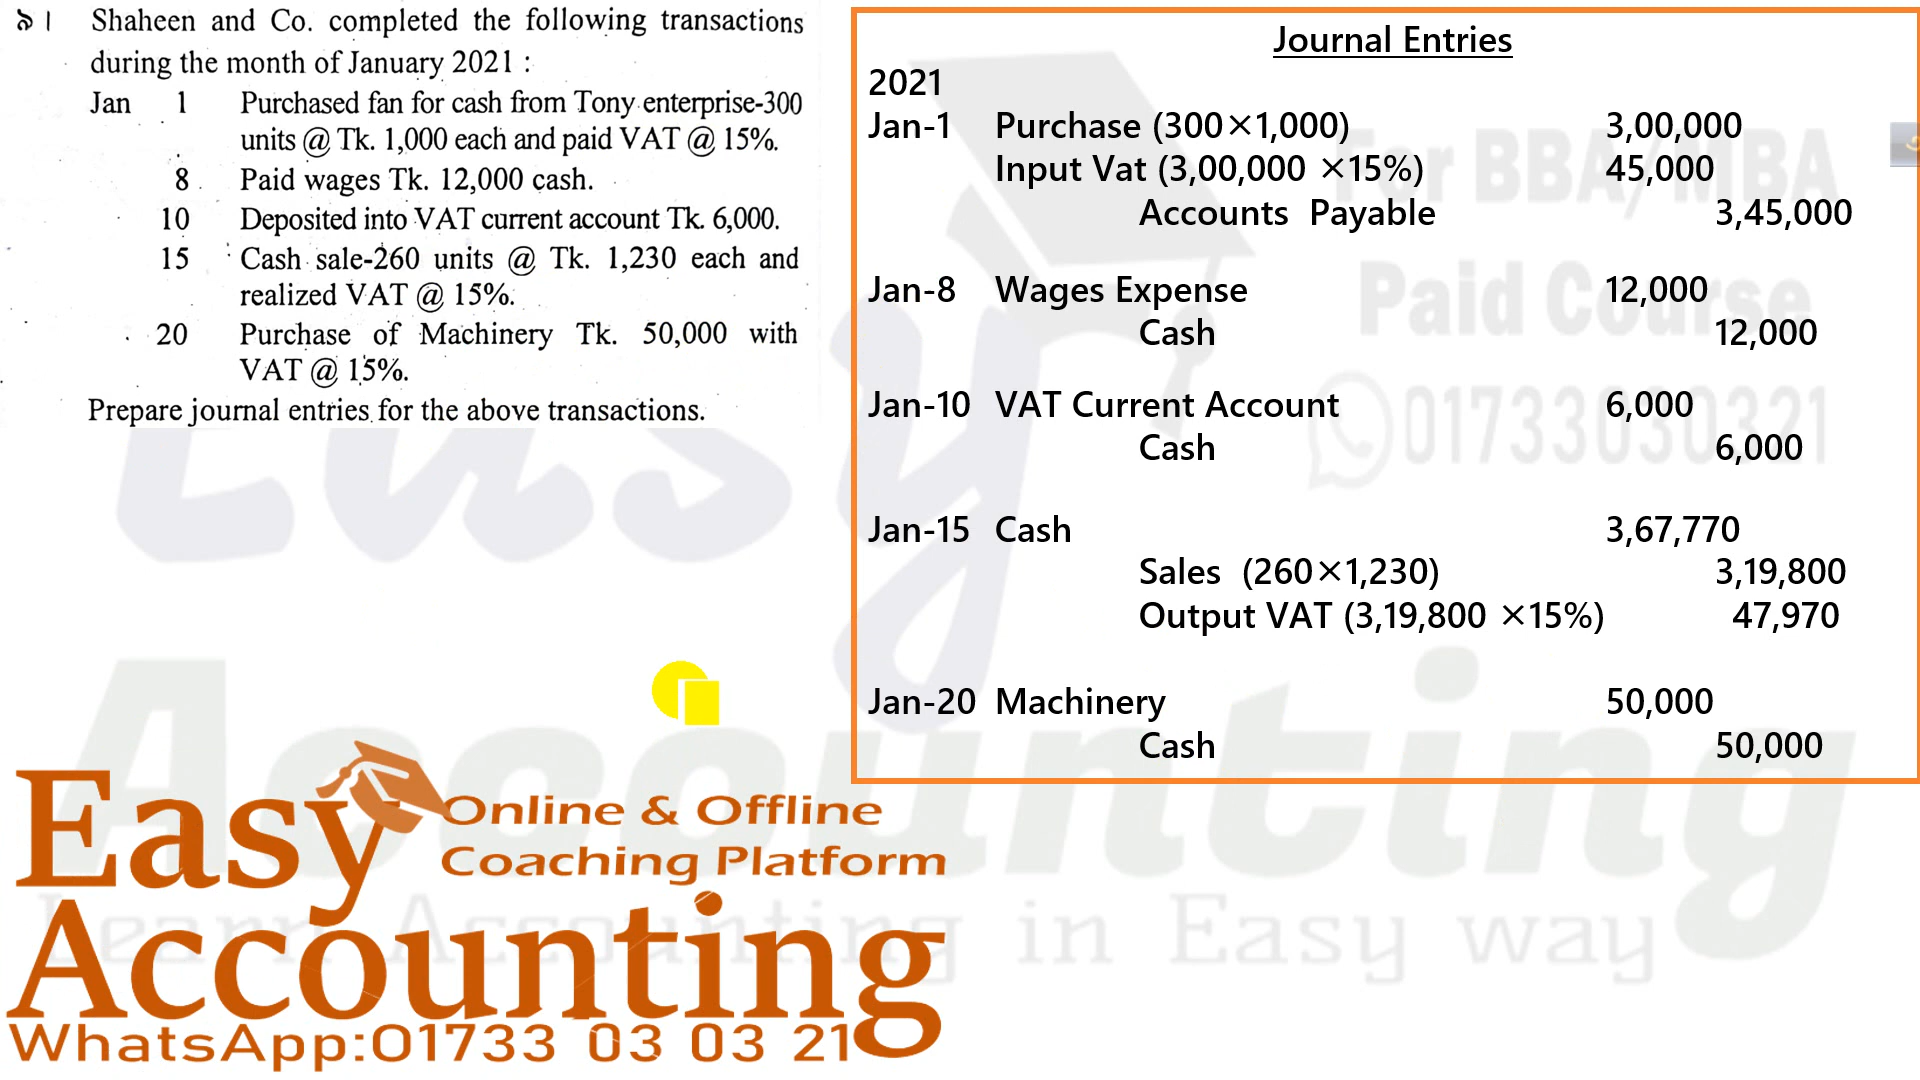 ৯।	Shaheen and Co. completed the following transactions
during the month of January 2021 :
Jan 1 Purchased fan for cash from Tony enterprise-300
units @ Tk. 1,000 each and paid VAT @ 15%.
8 Paid wages Tk. 12,000 cash.
10 Deposited into VAT current account Tk. 6,000.
15 Cash sale-260 units @ Tk. 1,230 each and
realized VAT @ 15%.
20 Purchase of Machinery Tk. 50,000 with
VAT @ 15%.
Prepare journal entries for the above transactions.
Journal Entries
2021
Jan-1 Purchase (300×1,000) 3,00,000
Input Vat (3,00,000 ×15%) 45,000
Accounts Payable 3,45,000
Jan-8 Wages Expense 12,000
Cash 12,000
Jan-10 VAT Current Account 6,000
Cash 6,000
Jan-15 Cash 3,67,770
Sales (260×1,230) 3,19,800
Output VAT (3,19,800 ×15%) 47,970
Jan-20 Machinery 50,000
Cash 50,000
For BBA/MBA
Paid Course
01733030321
Easy
Accounting
Learn Accounting in Easy way
Easy
Online & Offline
Coaching Platform
Accounting
WhatsApp:01733 03 03 21